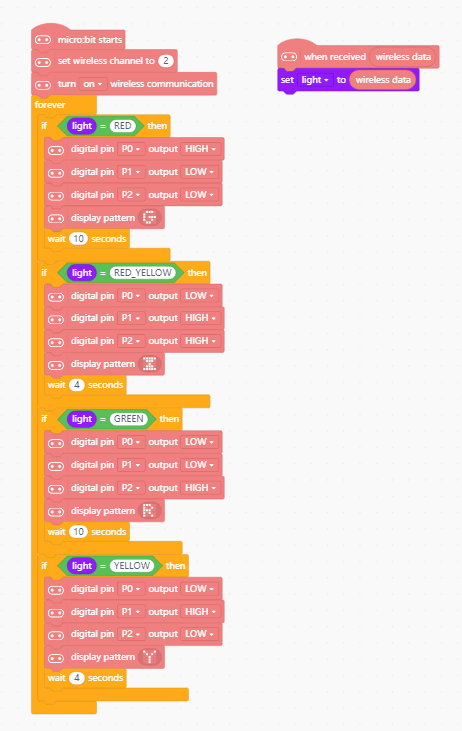 micro:bit starts
set wireless channel to 2
turn on wireless communication
forever
if light = RED then
digital pin P0 output HIGH
digital pin P1 output LOW
digital pin P2 output LOW
display pattern
wait 10 seconds
if light = RED_YELLOW then
digital pin P0 output LOW
digital pin P1 output HIGH
digital pin P2 output HIGH
display pattern
wait 4 seconds
if light = GREEN then
digital pin P0 output LOW
digital pin P1 output LOW
digital pin P2 output HIGH
display pattern
wait 10 seconds
if light = YELLOW then
digital pin P0 output LOW
digital pin P1 output HIGH
digital pin P2 output LOW
display pattern
wait 4 seconds
when received wireless data
set light to wireless data